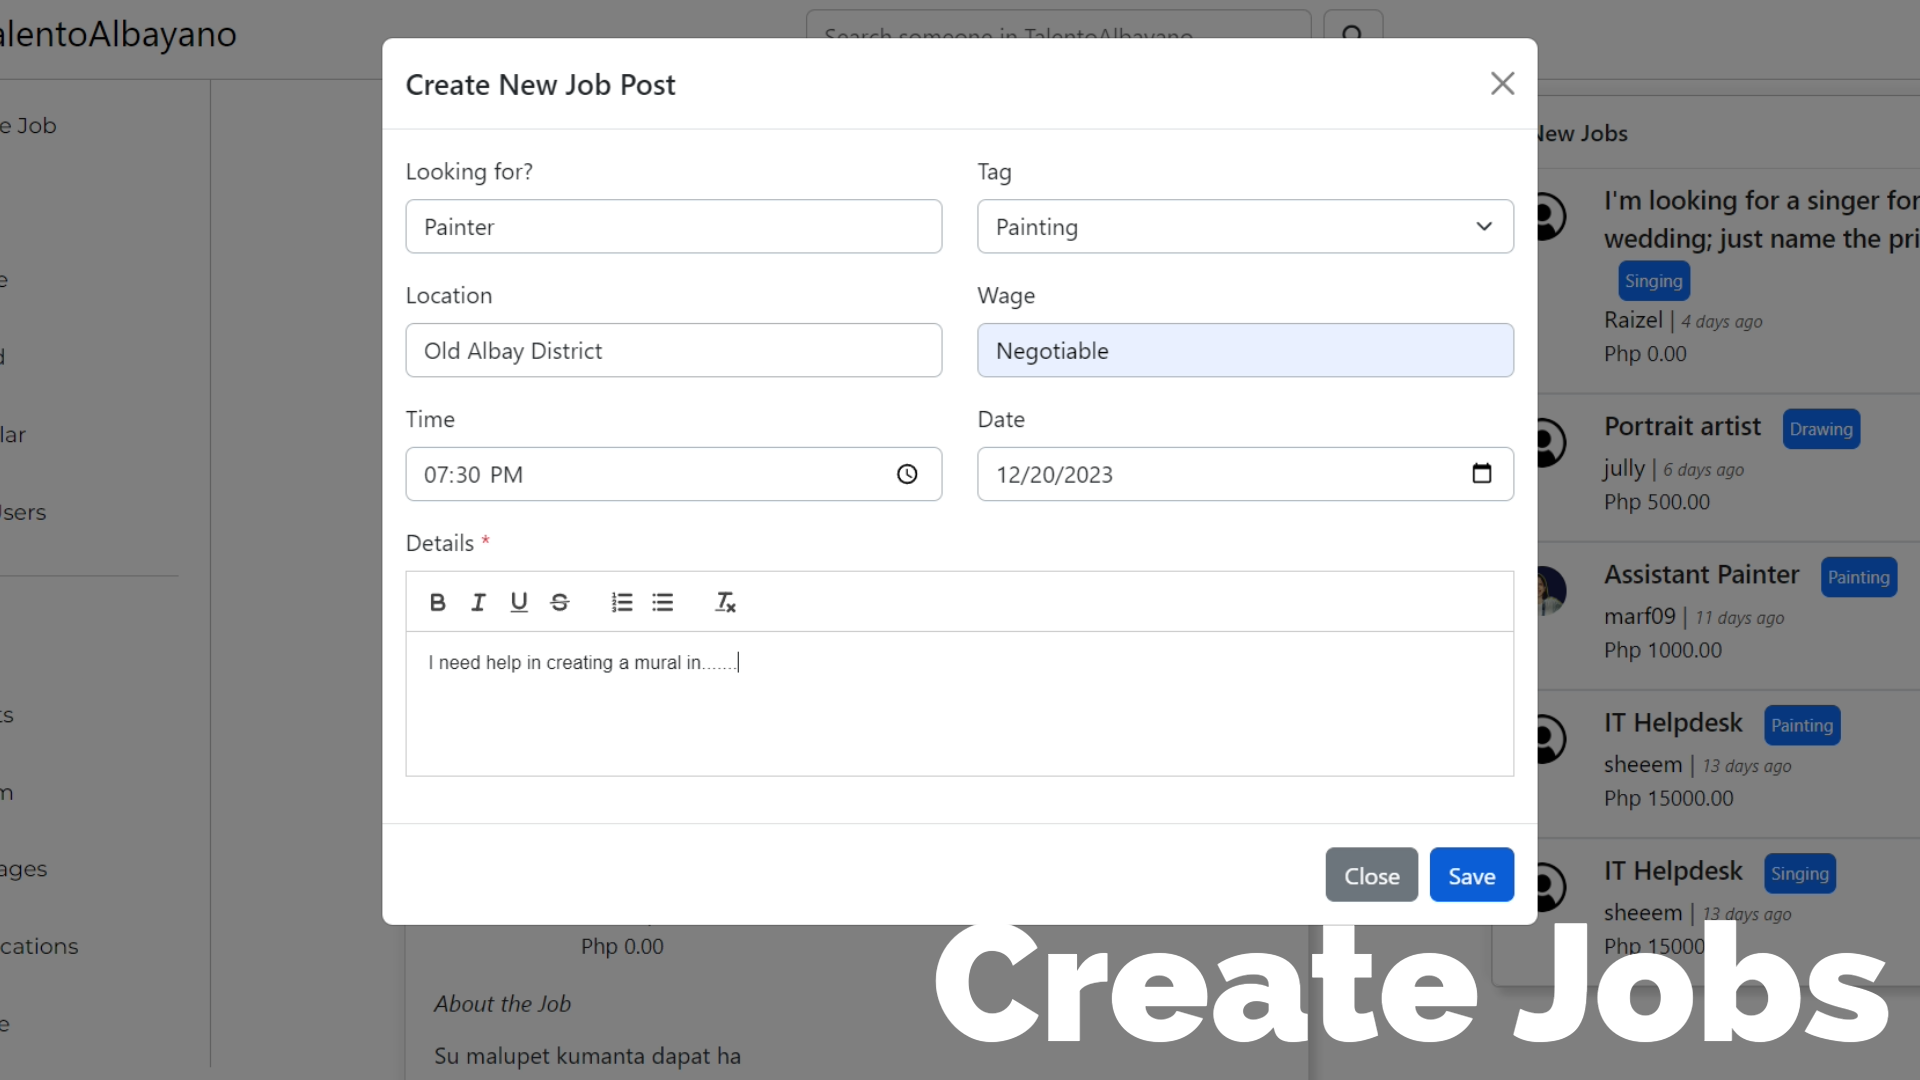 alentoAlbayano
Search someone in TalentoAlbayano
e Job
e
d
lar
sers
ts
m
ages
cations
e
Create New Job Post
Looking for?
Painter
Tag
Painting
Location
Old Albay District
Wage
Negotiable
Time
07:30 PM
Date
12/20/2023
Details *
I need help in creating a mural in.......
Close
Save
New Jobs
I'm looking for a singer for
wedding; just name the pri
Singing
Raizel | 4 days ago
Php 0.00
Portrait artist Drawing
jully | 6 days ago
Php 500.00
Assistant Painter Painting
marf09 | 11 days ago
Php 1000.00
IT Helpdesk Painting
sheeem | 13 days ago
Php 15000.00
IT Helpdesk Singing
sheeem | 13 days ago
Php 15000
Php 0.00
About the Job
Su malupet kumanta dapat ha
Create Jobs